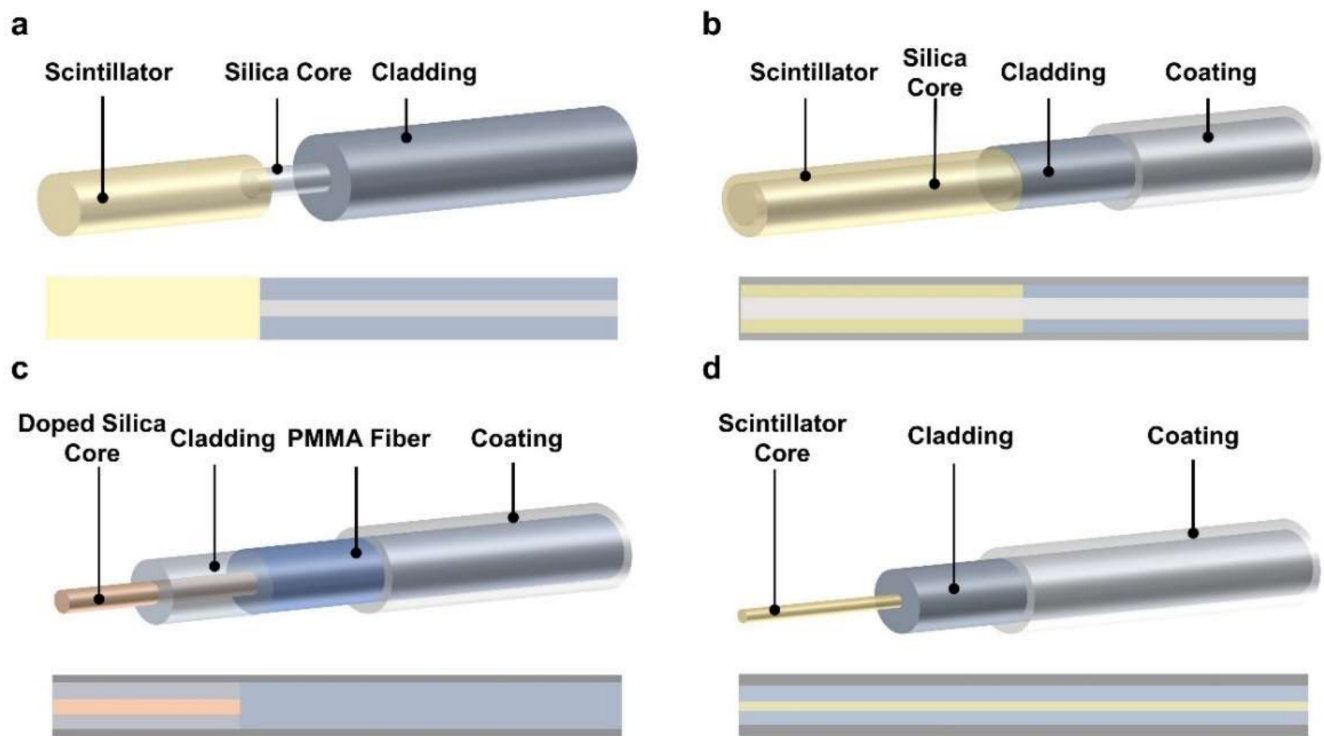 a
Scintillator
Silica Core
Cladding
b
Scintillator
Silica
Core
Cladding
Coating
c
Doped Silica
Core
Cladding
PMMA Fiber
Coating
d
Scintillator
Core
Cladding
Coating